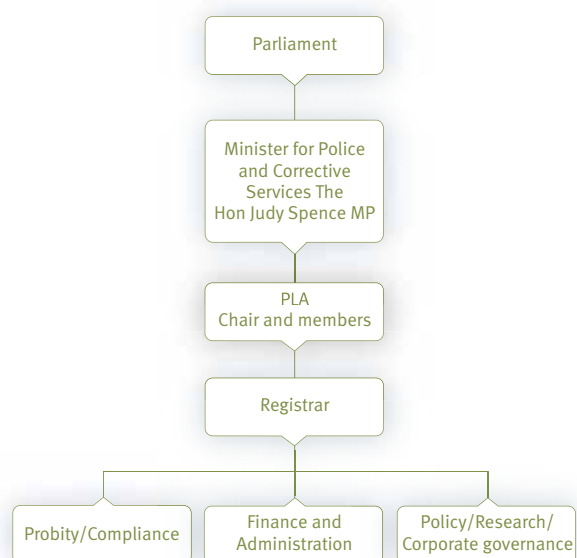 Parliament
Minister for Police
and Corrective
Services The
Hon Judy Spence MP
PLA
Chair and members
Registrar
Probity/Compliance
Finance and
Administration
Policy/Research/
Corporate governance